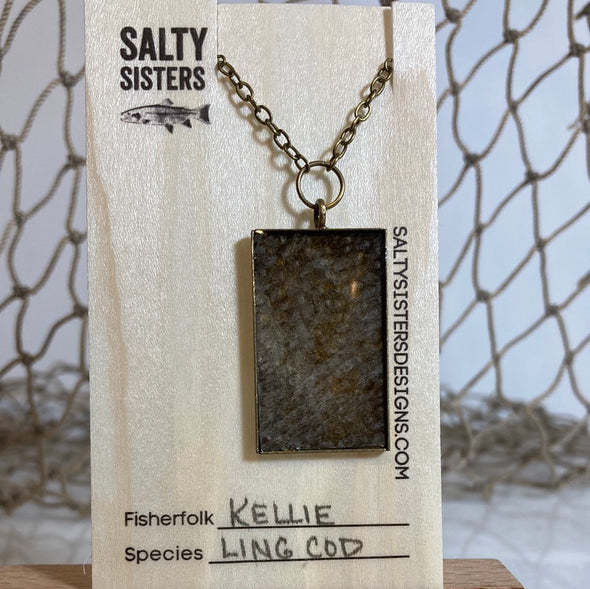 SALTY
SISTERS
SALTYSISTERSDESIGNS.COM
Fisherfolk KELLIE
Species LING COD